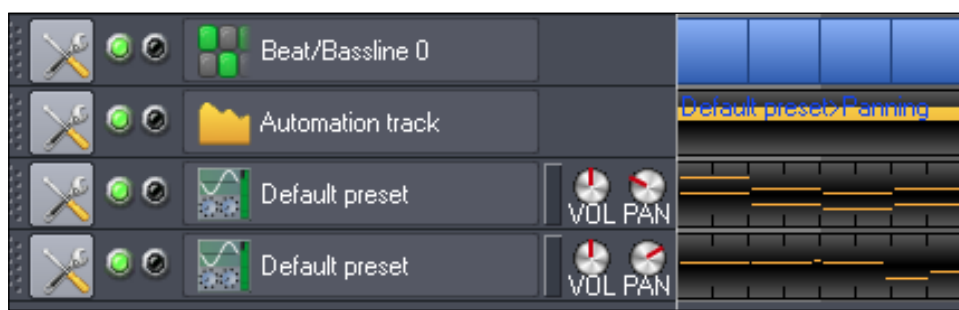 Beat/Bassline 0
Automation track
Default preset>Panning
Default preset
VOL PAN
Default preset
VOL PAN